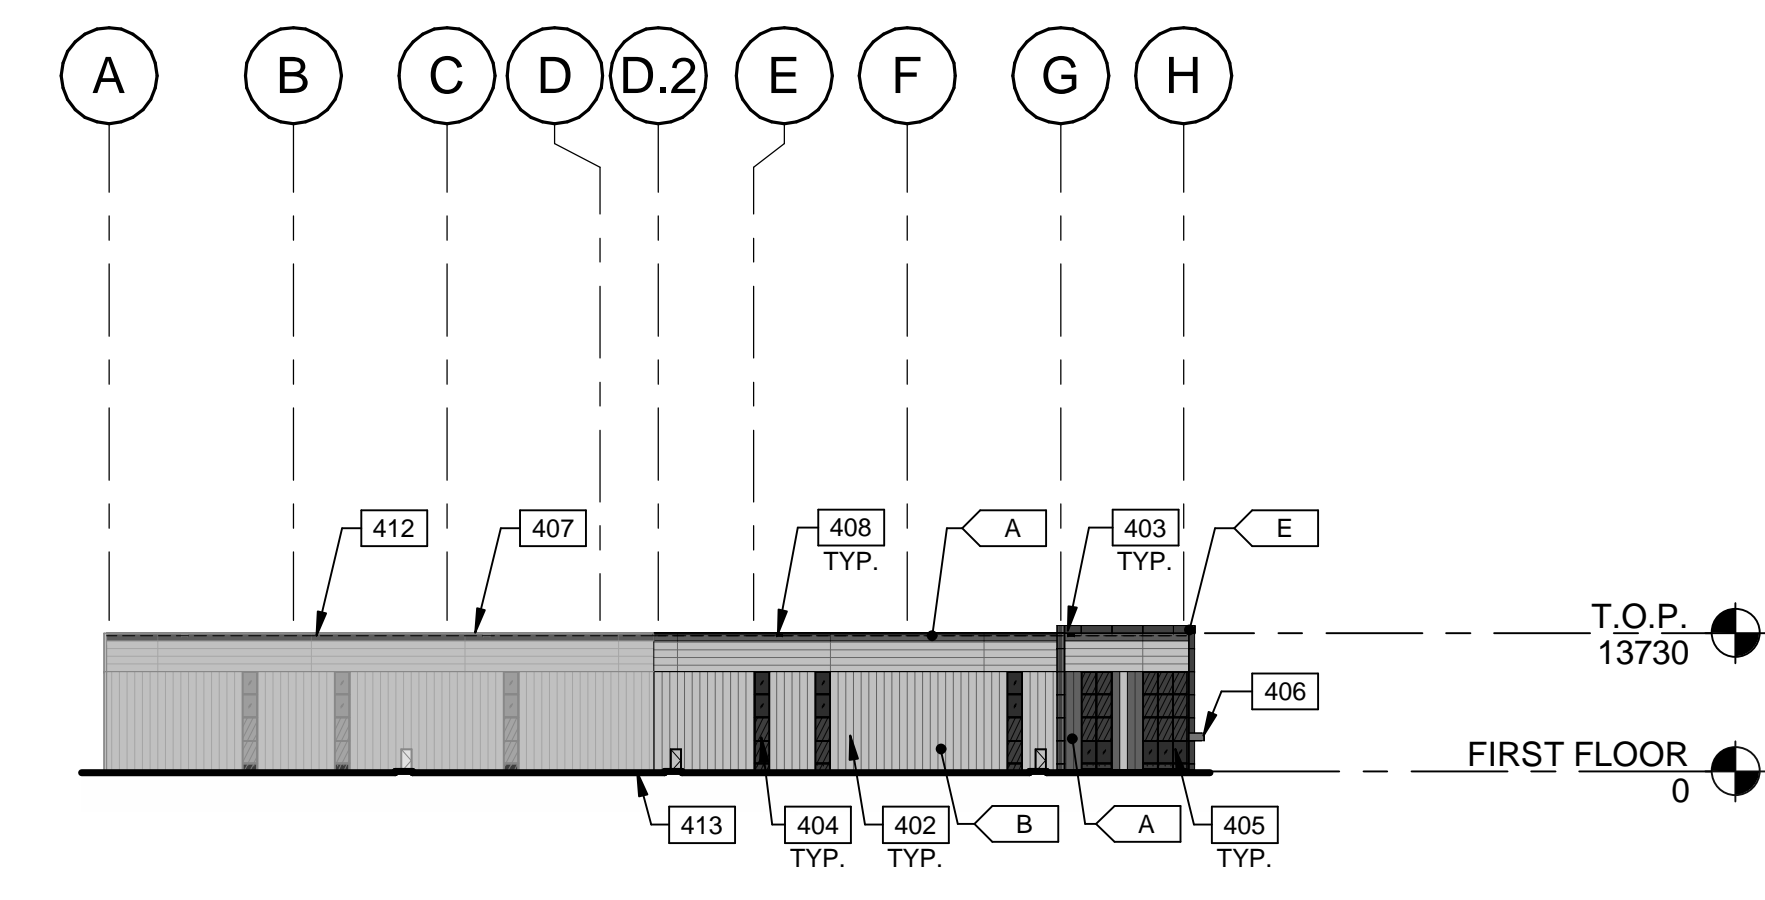 A B C D D.2 E F G H
412 407 408 A 403 E
TYP. TYP.
T.O.P.
13730
406
FIRST FLOOR
0
413 404 402 B A 405
TYP. TYP. TYP.